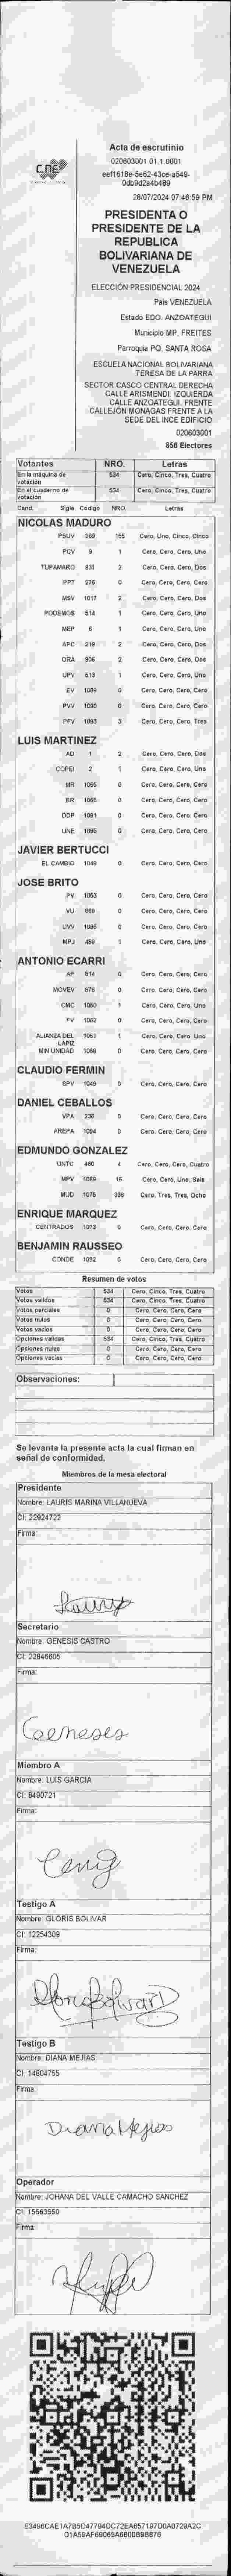 CNE
Acta de escrutinio
020603001.01.1.0001
eef1618e-5e62-43ce-a549-
0db9d2a4b489
28/07/2024 07:46:59 PM
PRESIDENTA O
PRESIDENTE DE LA
REPUBLICA
BOLIVARIANA DE
VENEZUELA
ELECCIÓN PRESIDENCIAL 2024
País VENEZUELA
Estado EDO. ANZOATEGUI
Municipio MP. FREITES
Parroquia PQ. SANTA ROSA
ESCUELA NACIONAL BOLIVARIANA
TERESA DE LA PARRA
SECTOR CASCO CENTRAL DERECHA
CALLE ARISMENDI. IZQUIERDA
CALLE ANZOATEGUI. FRENTE
CALLEJÓN MONAGAS FRENTE A LA
SEDE DEL INCE EDIFICIO
020603001
856 Electores
Votantes NRO. Letras
En la máquina de votación 534 Cero, Cinco, Tres, Cuatro
En el cuaderno de votación 534 Cero, Cinco, Tres, Cuatro
Cand. Sigla Código NRO. Letras
NICOLAS MADURO
PSUV 269 155 Cero, Uno, Cinco, Cinco
PCV 9 1 Cero, Cero, Cero, Uno
TUPAMARO 931 2 Cero, Cero, Cero, Dos
PPT 276 0 Cero, Cero, Cero, Cero
MSV 1017 2 Cero, Cero, Cero, Dos
PODEMOS 514 1 Cero, Cero, Cero, Uno
MEP 6 1 Cero, Cero, Cero, Uno
APC 219 2 Cero, Cero, Cero, Dos
ORA 906 2 Cero, Cero, Cero, Dos
UPV 513 1 Cero, Cero, Cero, Uno
EV 1089 0 Cero, Cero, Cero, Cero
PVV 1090 0 Cero, Cero, Cero, Cero
PFV 1093 3 Cero, Cero, Cero, Tres
LUIS MARTINEZ
AD 1 2 Cero, Cero, Cero, Dos
COPEI 2 1 Cero, Cero, Cero, Uno
MR 1065 0 Cero, Cero, Cero, Cero
BR 1066 0 Cero, Cero, Cero, Cero
DDP 1091 0 Cero, Cero, Cero, Cero
UNE 1095 0 Cero, Cero, Cero, Cero
JAVIER BERTUCCI
EL CAMBIO 1048 0 Cero, Cero, Cero, Cero
JOSE BRITO
PV 1053 0 Cero, Cero, Cero, Cero
VU 969 0 Cero, Cero, Cero, Cero
UVV 1036 0 Cero, Cero, Cero, Cero
MPJ 459 1 Cero, Cero, Cero, Uno
ANTONIO ECARRI
AP 914 0 Cero, Cero, Cero, Cero
MOVEV 976 0 Cero, Cero, Cero, Cero
CMC 1050 1 Cero, Cero, Cero, Uno
FV 1062 0 Cero, Cero, Cero, Cero
ALIANZA DEL LAPIZ 1051 1 Cero, Cero, Cero, Uno
MIN UNIDAD 1068 0 Cero, Cero, Cero, Cero
CLAUDIO FERMIN
SPV 1049 0 Cero, Cero, Cero, Cero
DANIEL CEBALLOS
VPA 236 0 Cero, Cero, Cero, Cero
AREPA 1094 0 Cero, Cero, Cero, Cero
EDMUNDO GONZALEZ
UNTC 460 4 Cero, Cero, Cero, Cuatro
MPV 1069 16 Cero, Cero, Uno, Seis
MUD 1075 338 Cero, Tres, Tres, Ocho
ENRIQUE MARQUEZ
CENTRADOS 1073 0 Cero, Cero, Cero, Cero
BENJAMIN RAUSSEO
CONDE 1092 0 Cero, Cero, Cero, Cero
Resumen de votos
Votos 534 Cero, Cinco, Tres, Cuatro
Votos validos 534 Cero, Cinco, Tres, Cuatro
Votos parciales 0 Cero, Cero, Cero, Cero
Votos nulos 0 Cero, Cero, Cero, Cero
Votos vacios 0 Cero, Cero, Cero, Cero
Opciones validas 534 Cero, Cinco, Tres, Cuatro
Opciones nulas 0 Cero, Cero, Cero, Cero
Opciones vacias 0 Cero, Cero, Cero, Cero
Observaciones:
Se levanta la presente acta la cual firman en
señal de conformidad.
Miembros de la mesa electoral
Presidente
Nombre: LAURIS MARINA VILLANUEVA
CI: 22924722
Firma:
Secretario
Nombre: GENESIS CASTRO
CI: 22846605
Firma:
Miembro A
Nombre: LUIS GARCIA
CI: 8490721
Firma:
Testigo A
Nombre: GLORIS BOLIVAR
CI: 12254309
Firma:
Testigo B
Nombre: DIANA MEJIAS
CI: 14804755
Firma:
Diana Mejias
Operador
Nombre: JOHANA DEL VALLE CAMACHO SANCHEZ
CI: 15563550
Firma: